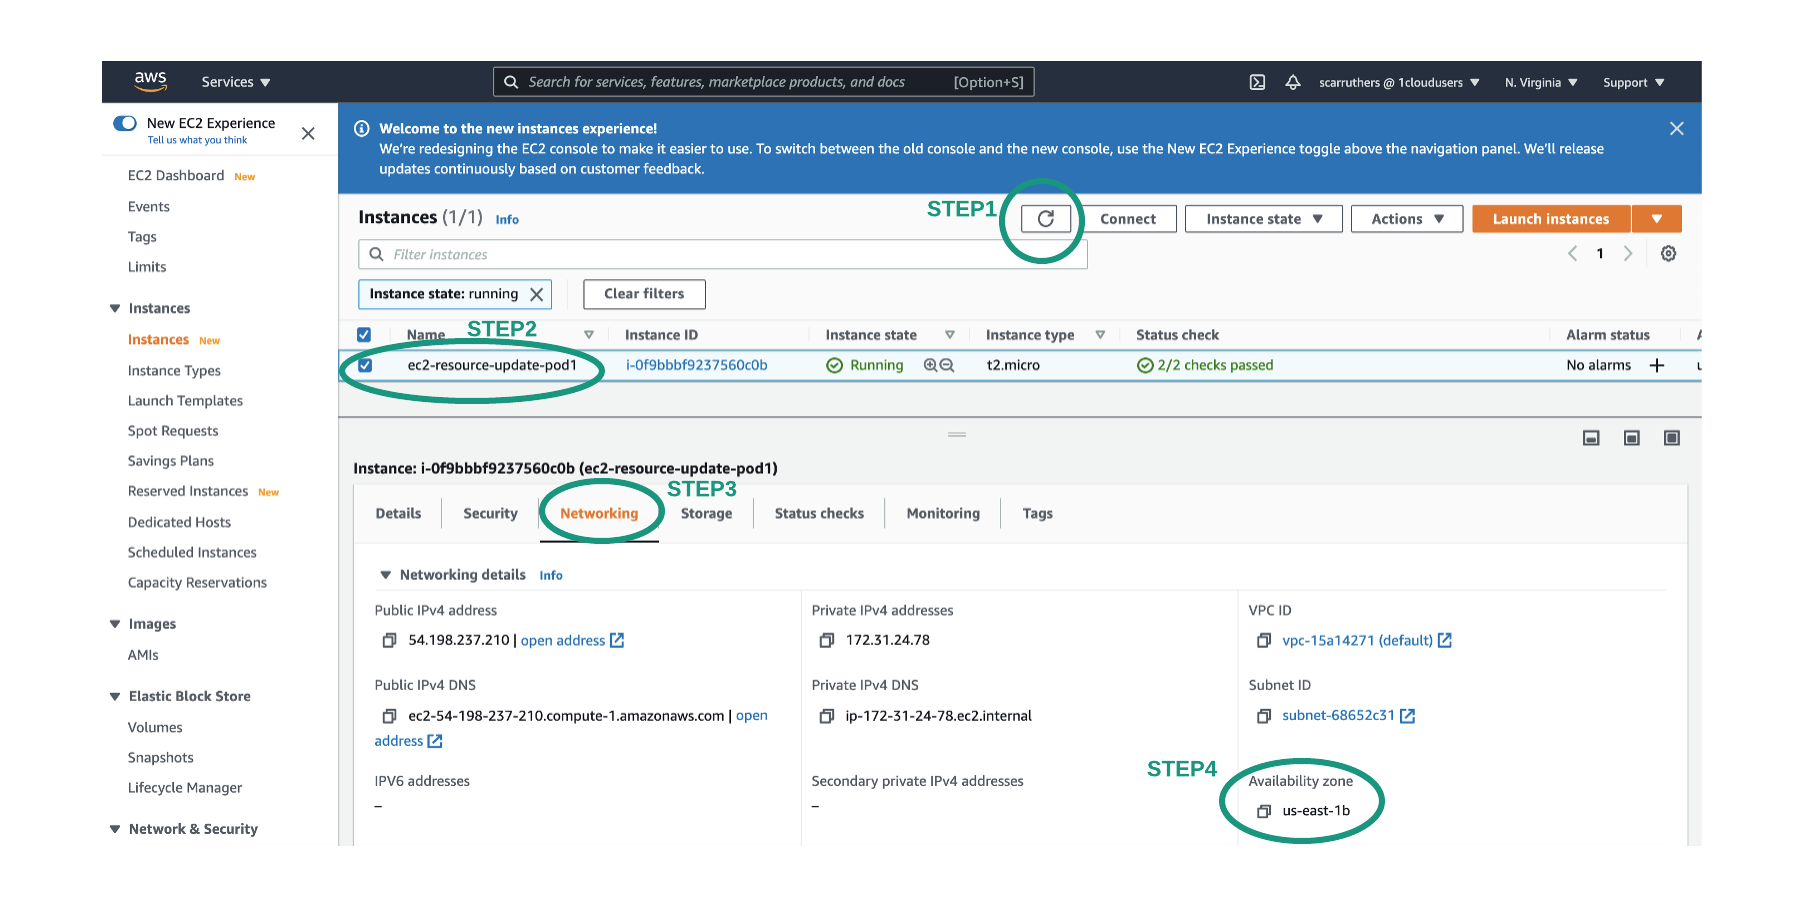 aws
Services
Search for services, features, marketplace products, and docs
[Option+S]
scarruthers @ 1cloudusers
N. Virginia
Support
New EC2 Experience
Tell us what you think
EC2 Dashboard New
Events
Tags
Limits
Instances
Instances New
Instance Types
Launch Templates
Spot Requests
Savings Plans
Reserved Instances New
Dedicated Hosts
Scheduled Instances
Capacity Reservations
Images
AMIs
Elastic Block Store
Volumes
Snapshots
Lifecycle Manager
Network & Security
Welcome to the new instances experience!
We're redesigning the EC2 console to make it easier to use. To switch between the old console and the new console, use the New EC2 Experience toggle above the navigation panel. We'll release
updates continuously based on customer feedback.
Instances (1/1) Info
STEP1
Connect
Instance state
Actions
Launch instances
Filter instances
1
Instance state: running
Clear filters
STEP2
Name
Instance ID
Instance state
Instance type
Status check
Alarm status
ec2-resource-update-pod1
i-0f9bbbf9237560c0b
Running
t2.micro
2/2 checks passed
No alarms
Instance: i-0f9bbbf9237560c0b (ec2-resource-update-pod1)
STEP3
Details
Security
Networking
Storage
Status checks
Monitoring
Tags
Networking details Info
Public IPv4 address
54.198.237.210 | open address
Private IPv4 addresses
172.31.24.78
VPC ID
vpc-15a14271 (default)
Public IPv4 DNS
ec2-54-198-237-210.compute-1.amazonaws.com | open
address
Private IPv4 DNS
ip-172-31-24-78.ec2.internal
Subnet ID
subnet-68652c31
IPV6 addresses
–
Secondary private IPv4 addresses
–
STEP4
Availability zone
us-east-1b